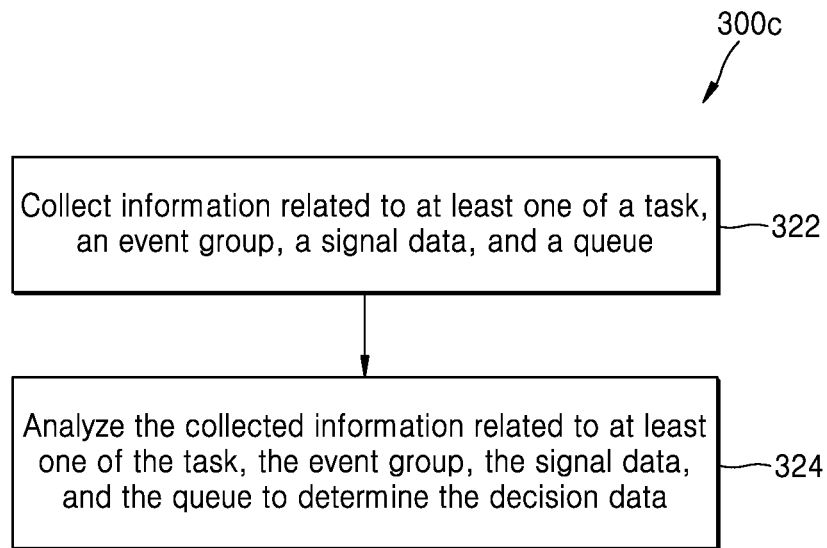 300c
Collect information related to at least one of a task,
an event group, a signal data, and a queue
322
Analyze the collected information related to at least
one of the task, the event group, the signal data,
and the queue to determine the decision data
324